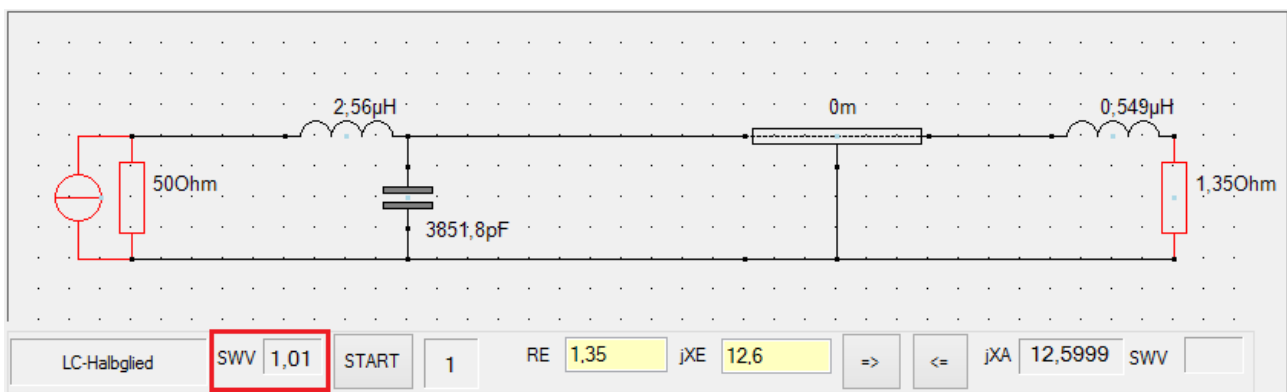 2,56µH
0m
0,549µH
50Ohm
1,35Ohm
3851,8pF
LC-Halbglied SWV 1,01 START 1 RE 1,35 jXE 12,6 => <= jXA 12,5999 SWV